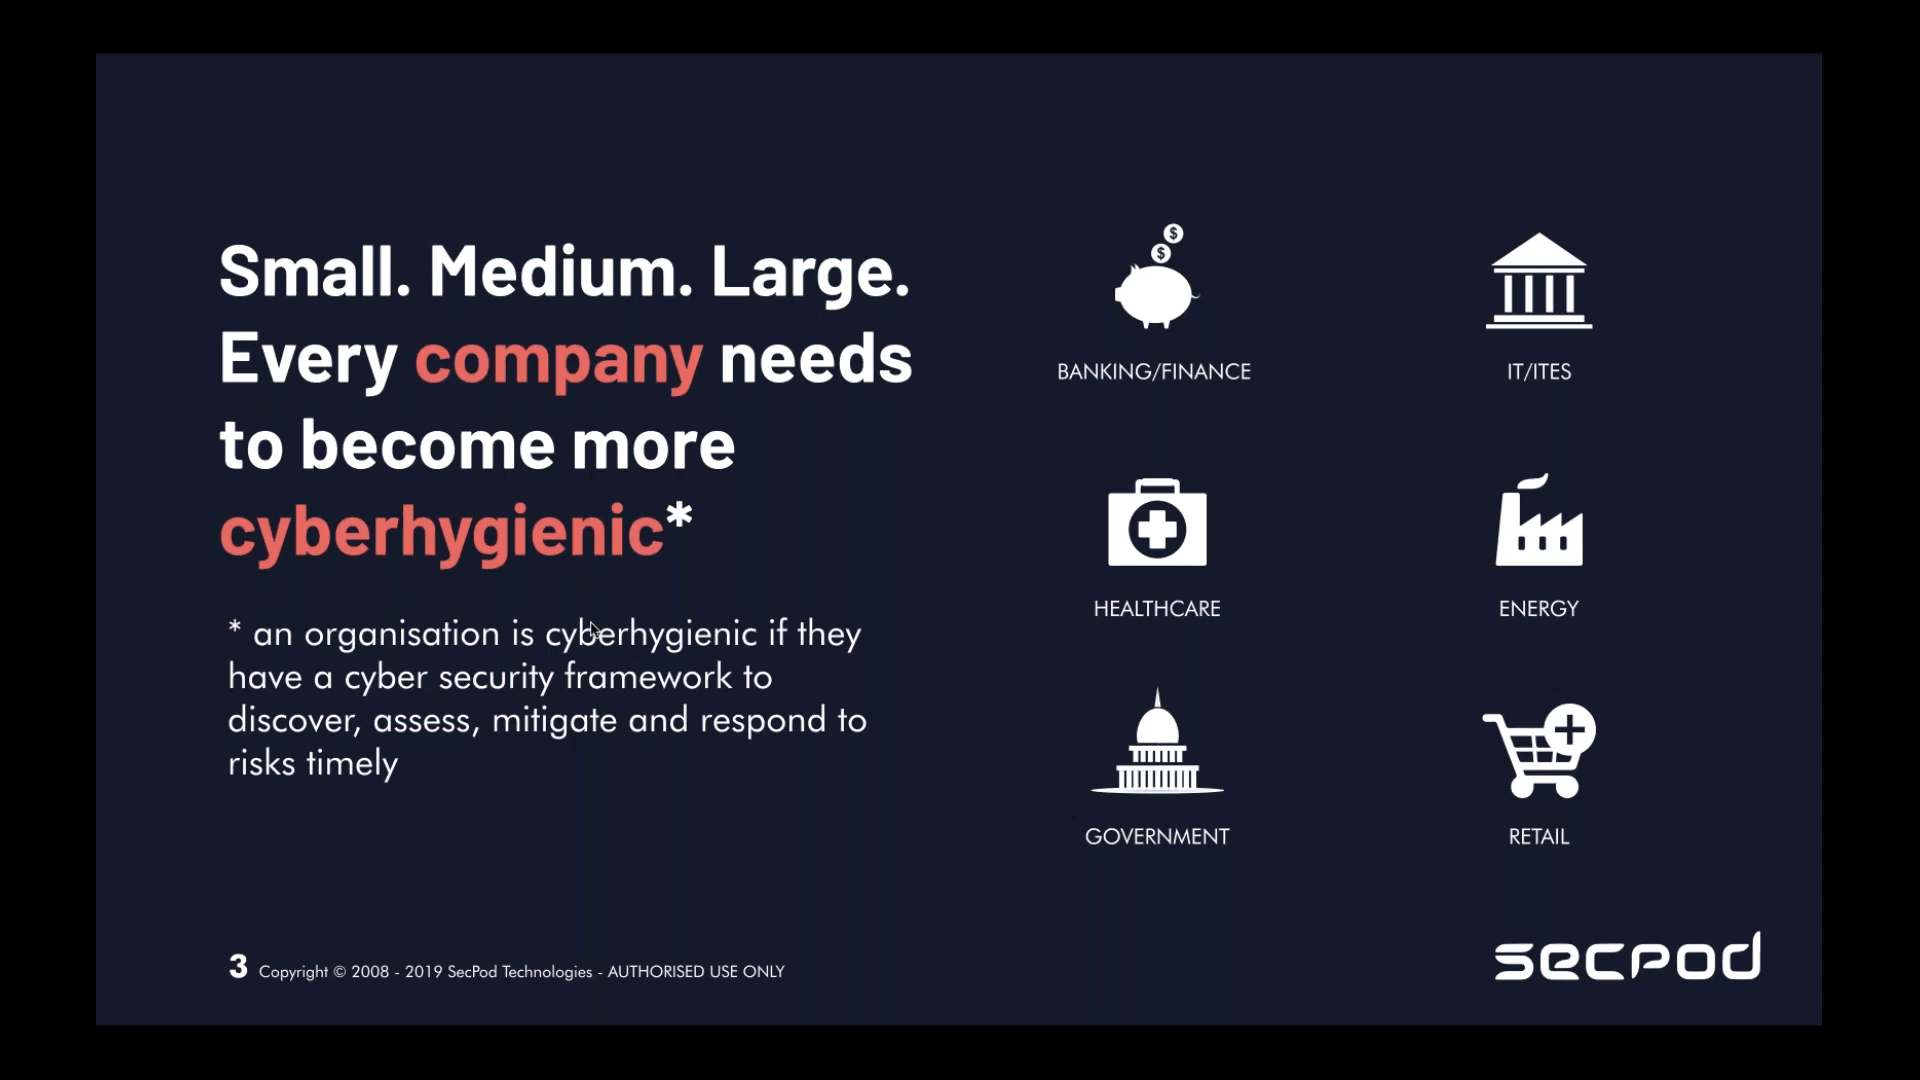 Small. Medium. Large.
Every company needs
to become more
cyberhygienic*
* an organisation is cyberhygienic if they
have a cyber security framework to
discover, assess, mitigate and respond to
risks timely
$
$
BANKING/FINANCE
IT/ITES
HEALTHCARE
ENERGY
GOVERNMENT
RETAIL
3 Copyright © 2008 - 2019 SecPod Technologies - AUTHORISED USE ONLY
secpod